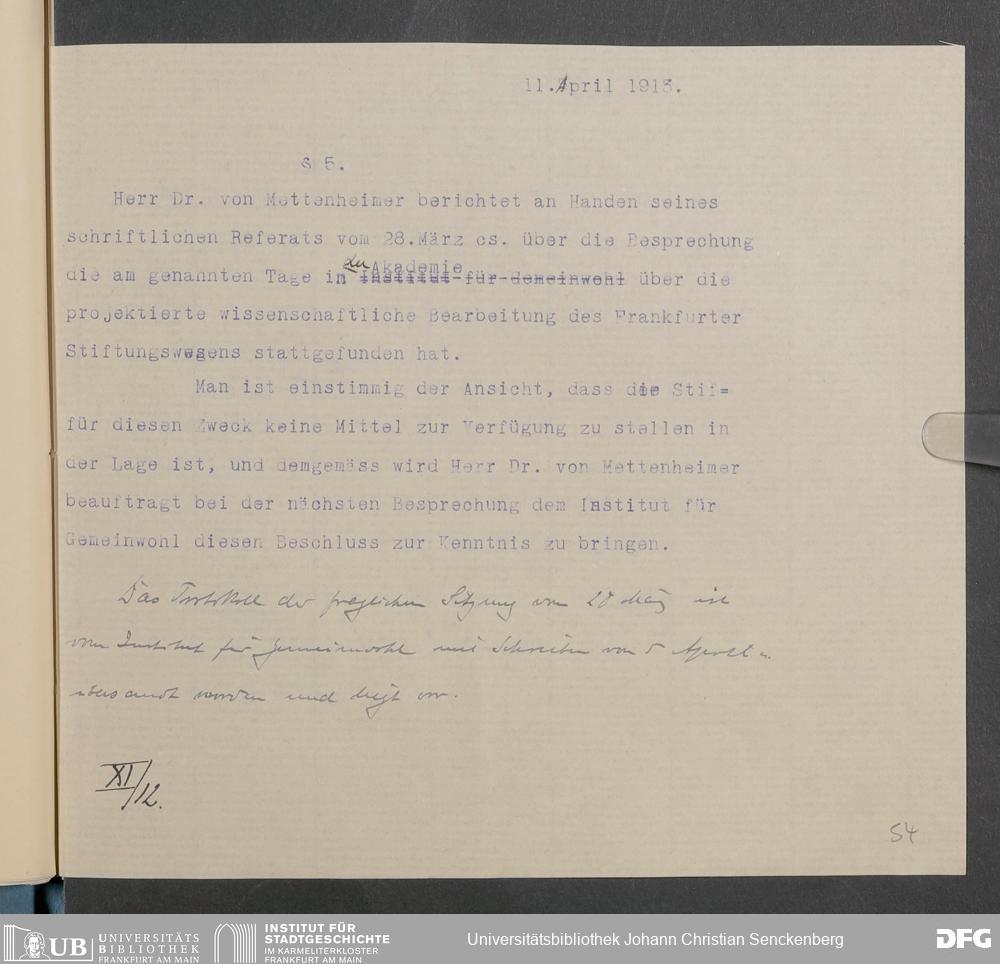 11.April 1913.
§ 5.
Herr Dr. von Mettenheimer berichtet an Handen seines
schriftlichen Referats vom 28.März cs. über die Besprechung
der Akademie
die am genannten Tage in Institut für Gemeinwohl über die
projektierte wissenschaftliche Bearbeitung des Frankfurter
Stiftungswesens stattgefunden hat.
Man ist einstimmig der Ansicht, dass die Stif=
für diesen Zweck keine Mittel zur Verfügung zu stellen in
der Lage ist, und demgemäss wird Herr Dr. von Mettenheimer
beauftragt bei der nächsten Besprechung dem Institut für
Gemeinwohl diesen Beschluss zur Kenntnis zu bringen.
Das Protokoll der fraglichen Sitzung vom 28 März ist
vom Institut für Gemeinwohl mit Schreiben vom 5 April
übersandt worden und liegt vor.
XI/12.
54
UB UNIVERSITÄTS
BIBLIOTHEK
FRANKFURT AM MAIN
INSTITUT FÜR
STADTGESCHICHTE
IM KARMELITERKLOSTER
FRANKFURT AM MAIN
Universitätsbibliothek Johann Christian Senckenberg
DFG